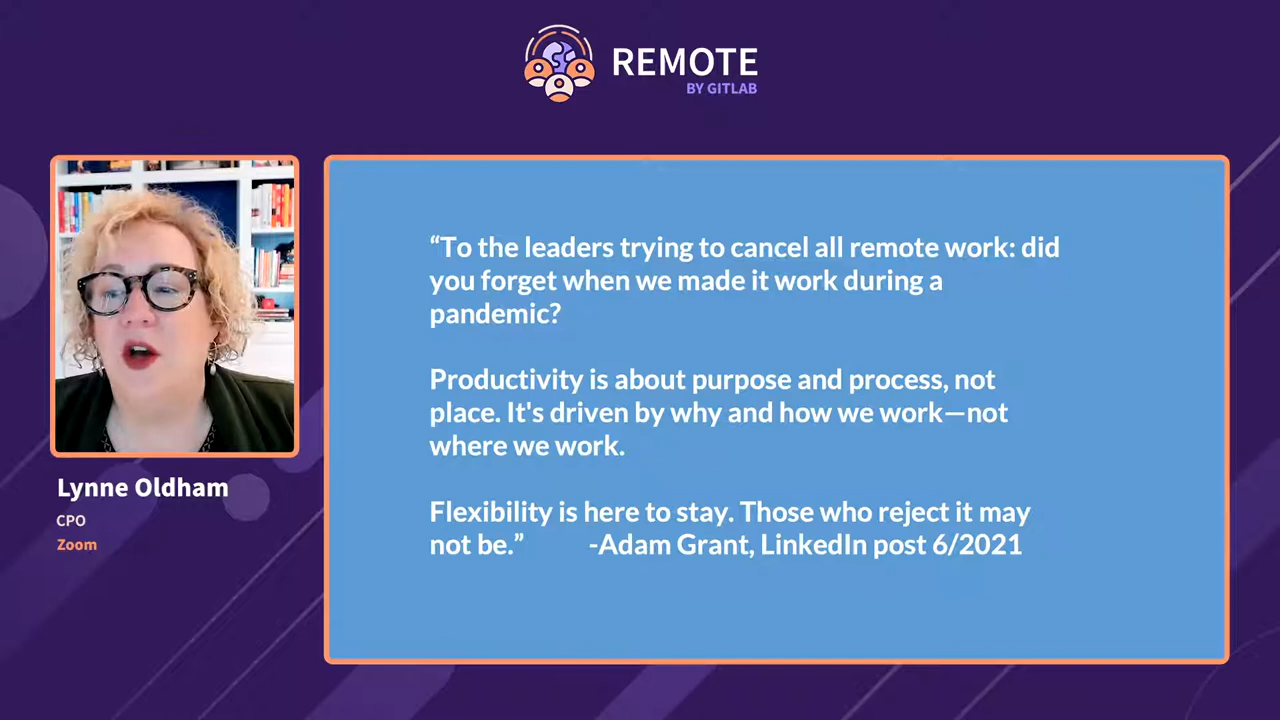 REMOTE
BY GITLAB
Lynne Oldham
CPO
Zoom
“To the leaders trying to cancel all remote work: did
you forget when we made it work during a
pandemic?
Productivity is about purpose and process, not
place. It's driven by why and how we work—not
where we work.
Flexibility is here to stay. Those who reject it may
not be.” -Adam Grant, LinkedIn post 6/2021